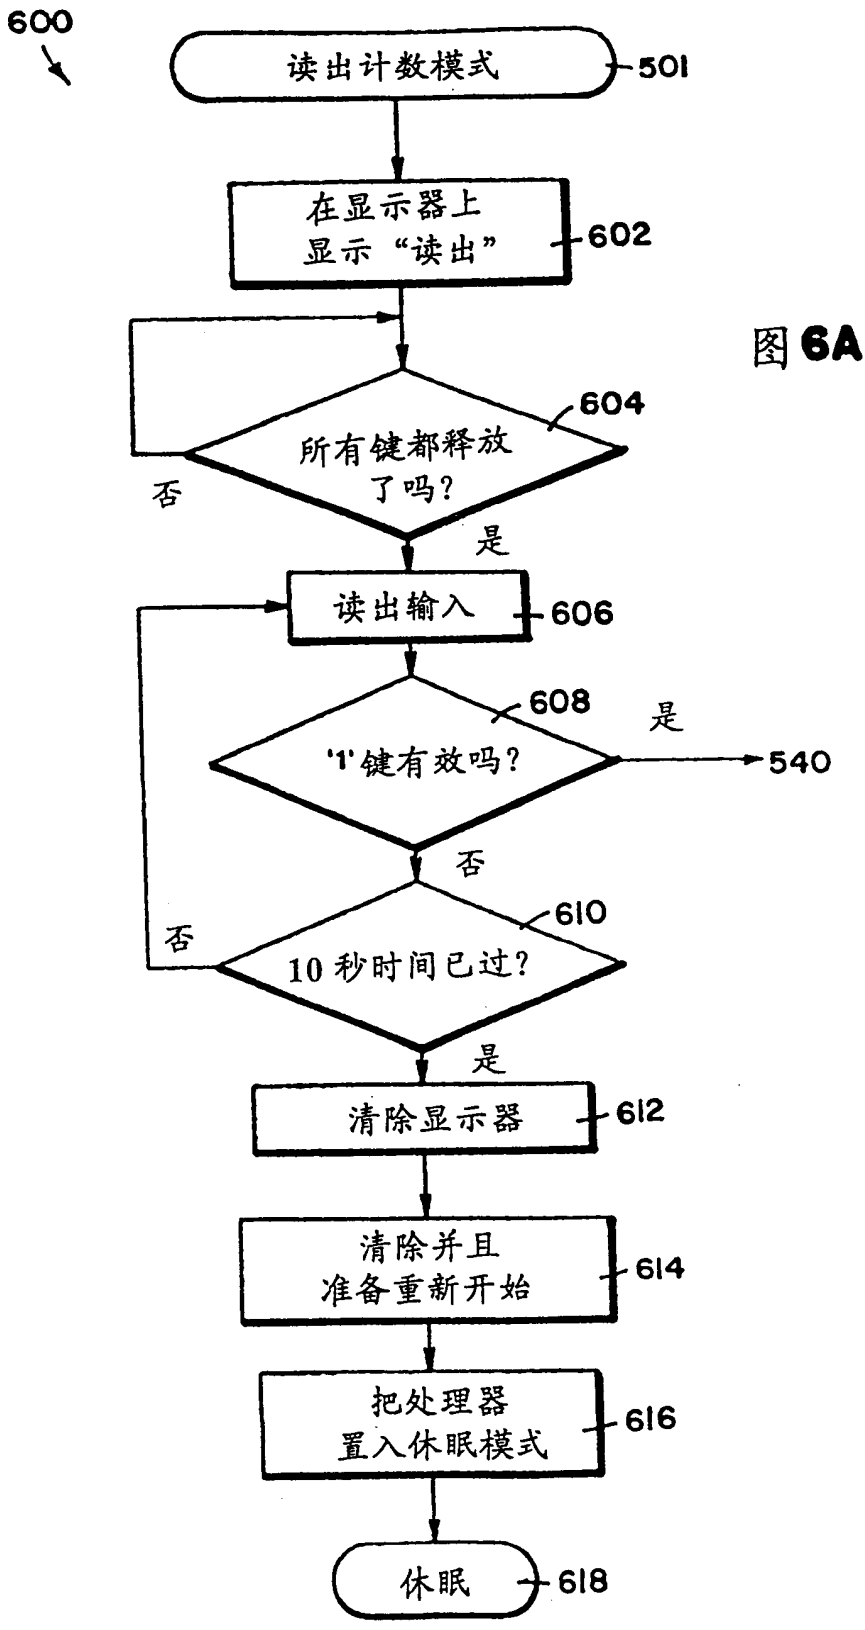 600
读出计数模式
501
在显示器上
显示“读出”
602
图 6A
604
所有键都释放
了吗?
否
是
读出输入
606
608
'1'键有效吗?
是
540
否
610
10 秒时间已过?
否
是
清除显示器
612
清除并且
准备重新开始
614
把处理器
置入休眠模式
616
休眠
618